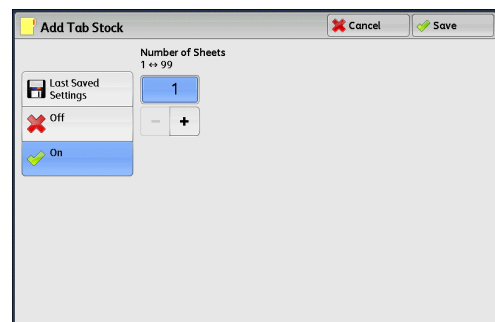 Add Tab Stock
Cancel
Save
Number of Sheets
1 ↔ 99
Last Saved
Settings
1
Off
− +
On